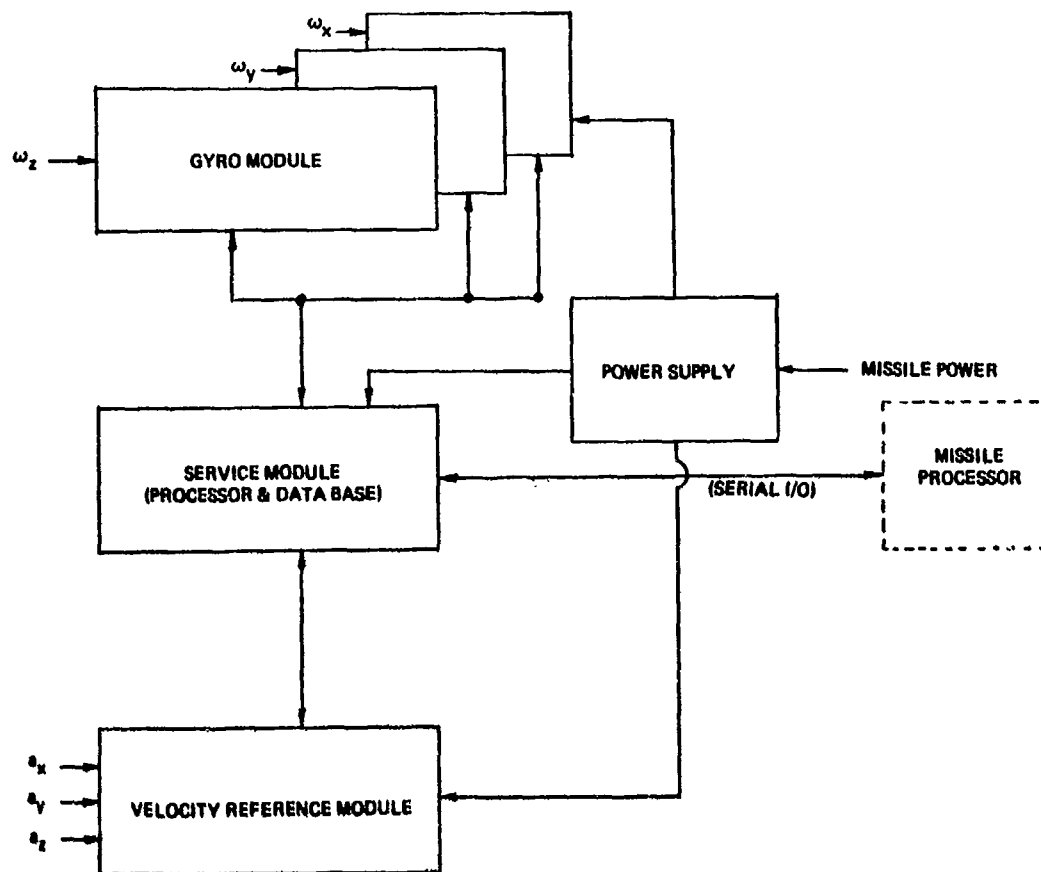 ωx
ωy
ωz
GYRO MODULE
POWER SUPPLY
MISSILE POWER
SERVICE MODULE
(PROCESSOR & DATA BASE)
(SERIAL I/O)
MISSILE
PROCESSOR
ax
ay
az
VELOCITY REFERENCE MODULE